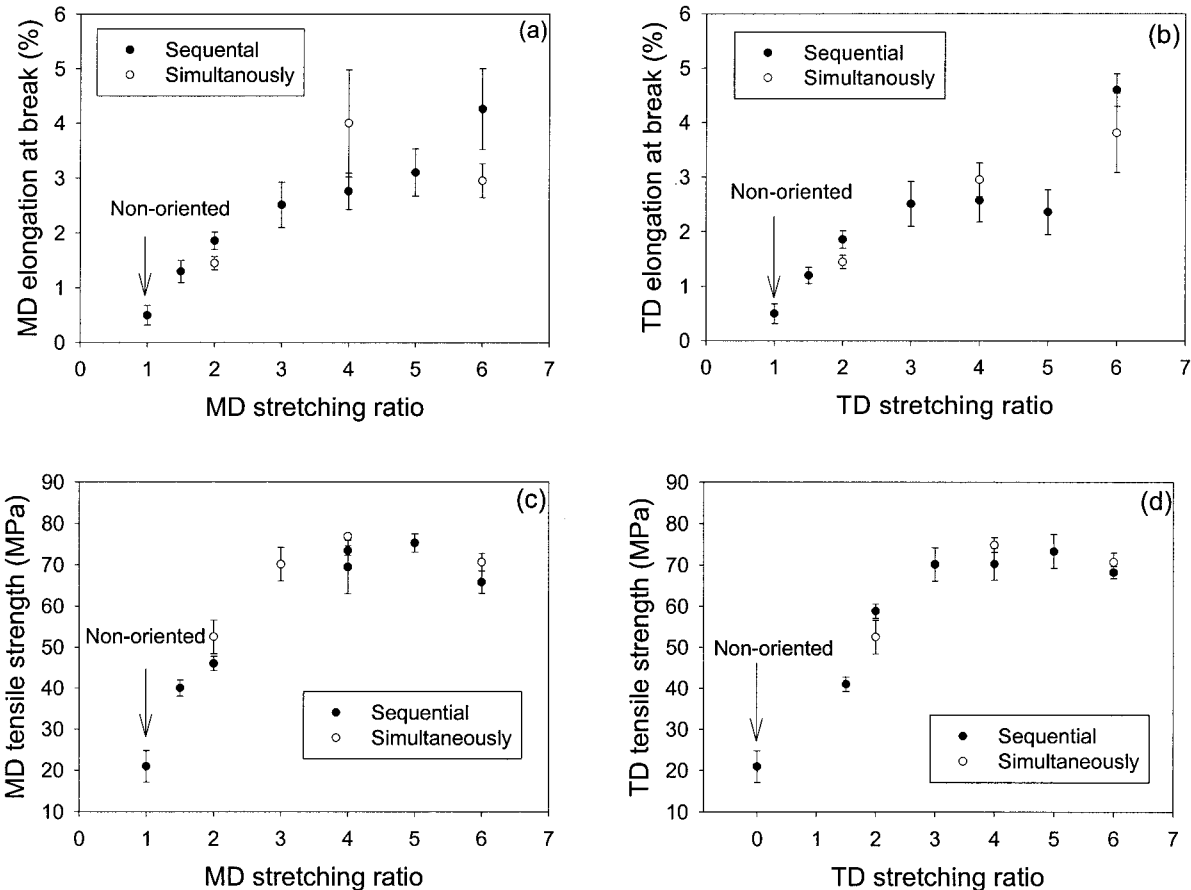 (a)
MD elongation at break (%)
6
5
4
3
2
1
0
Sequental
Simultanously
Non-oriented
0 1 2 3 4 5 6 7
MD stretching ratio
(b)
TD elongation at break (%)
6
5
4
.3
2
1
0
Sequential
Simultanously
Non-oriented
0 1 2 3 4 5 6 7
TD stretching ratio
(c)
MD tensile strength (MPa)
90
80
70
60
50
40
30
20
10
Non-oriented
Sequential
Simultaneously
0 1 2 3 4 5 6 7
MD stretching ratio
(d)
TD tensile strength (MPa)
90
80
70
60
50
40
30
20
10
Non-oriented
Sequential
Simultaneously
0 1 2 3 4 5 6 7
TD stretching ratio